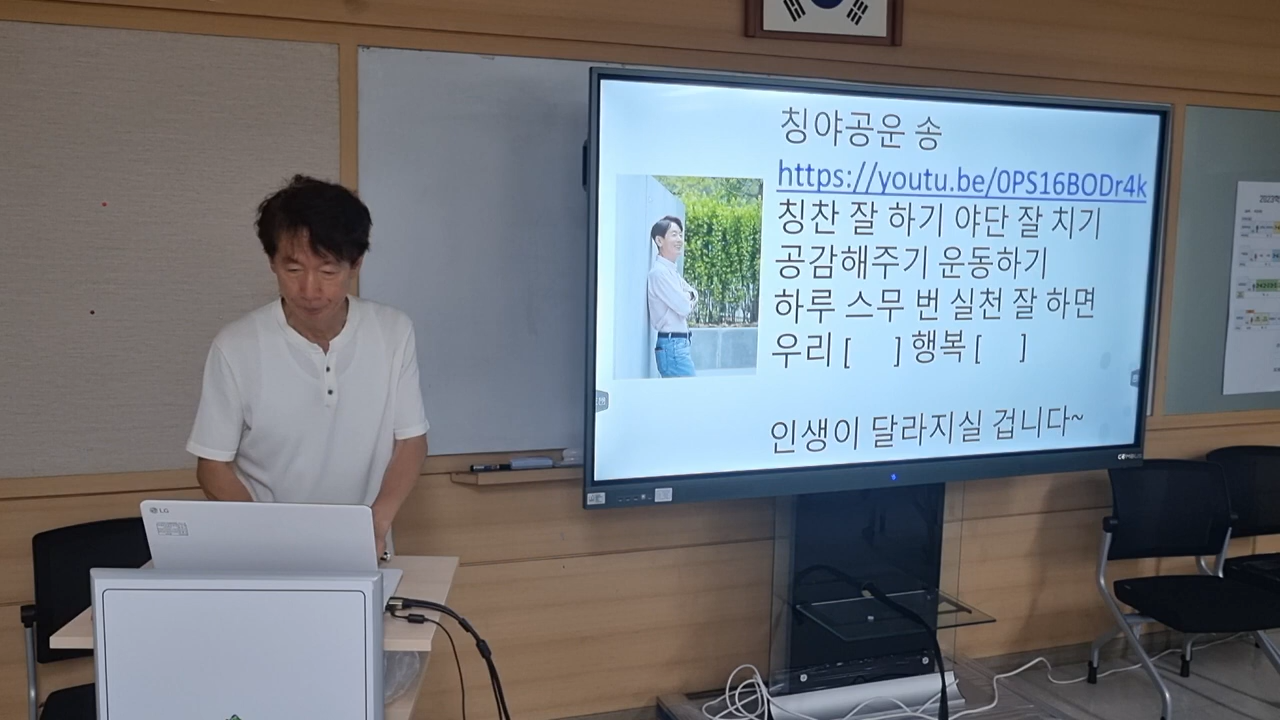 칭야공운 송
https://youtu.be/0PS16BODr4k
칭찬 잘 하기 야단 잘 치기
공감해주기 운동하기
하루 스무 번 실천 잘 하면
우리 [ ] 행복 [ ]
인생이 달라지실 겁니다~
LG